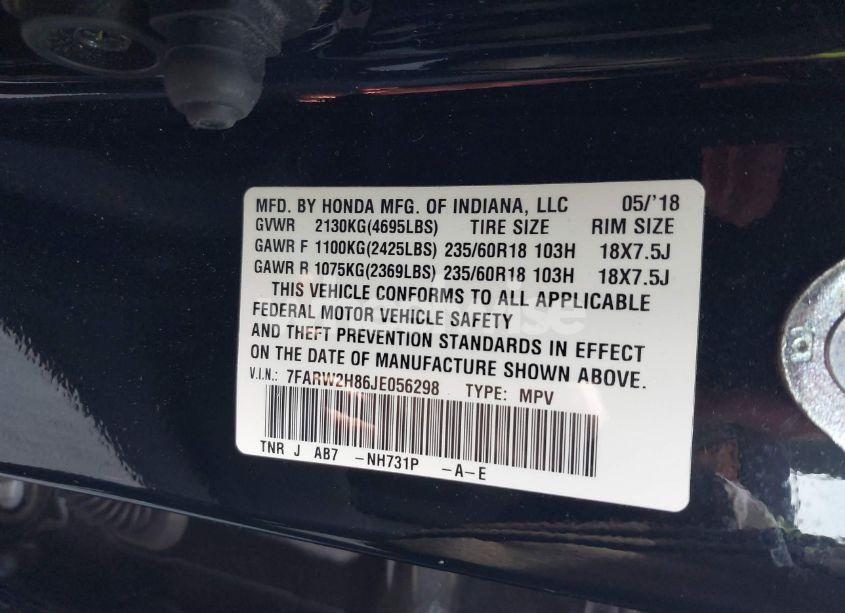 MFD. BY HONDA MFG. OF INDIANA, LLC 05/'18
GVWR 2130KG(4695LBS) TIRE SIZE RIM SIZE
GAWR F 1100KG(2425LBS) 235/60R18 103H 18X7.5J
GAWR R 1075KG(2369LBS) 235/60R18 103H 18X7.5J
THIS VEHICLE CONFORMS TO ALL APPLICABLE
FEDERAL MOTOR VEHICLE SAFETY
AND THEFT PREVENTION STANDARDS IN EFFECT
ON THE DATE OF MANUFACTURE SHOWN ABOVE.
V.I.N.: 7FARW2H86JE056298 TYPE: MPV
TNR J AB7 -NH731P -A-E